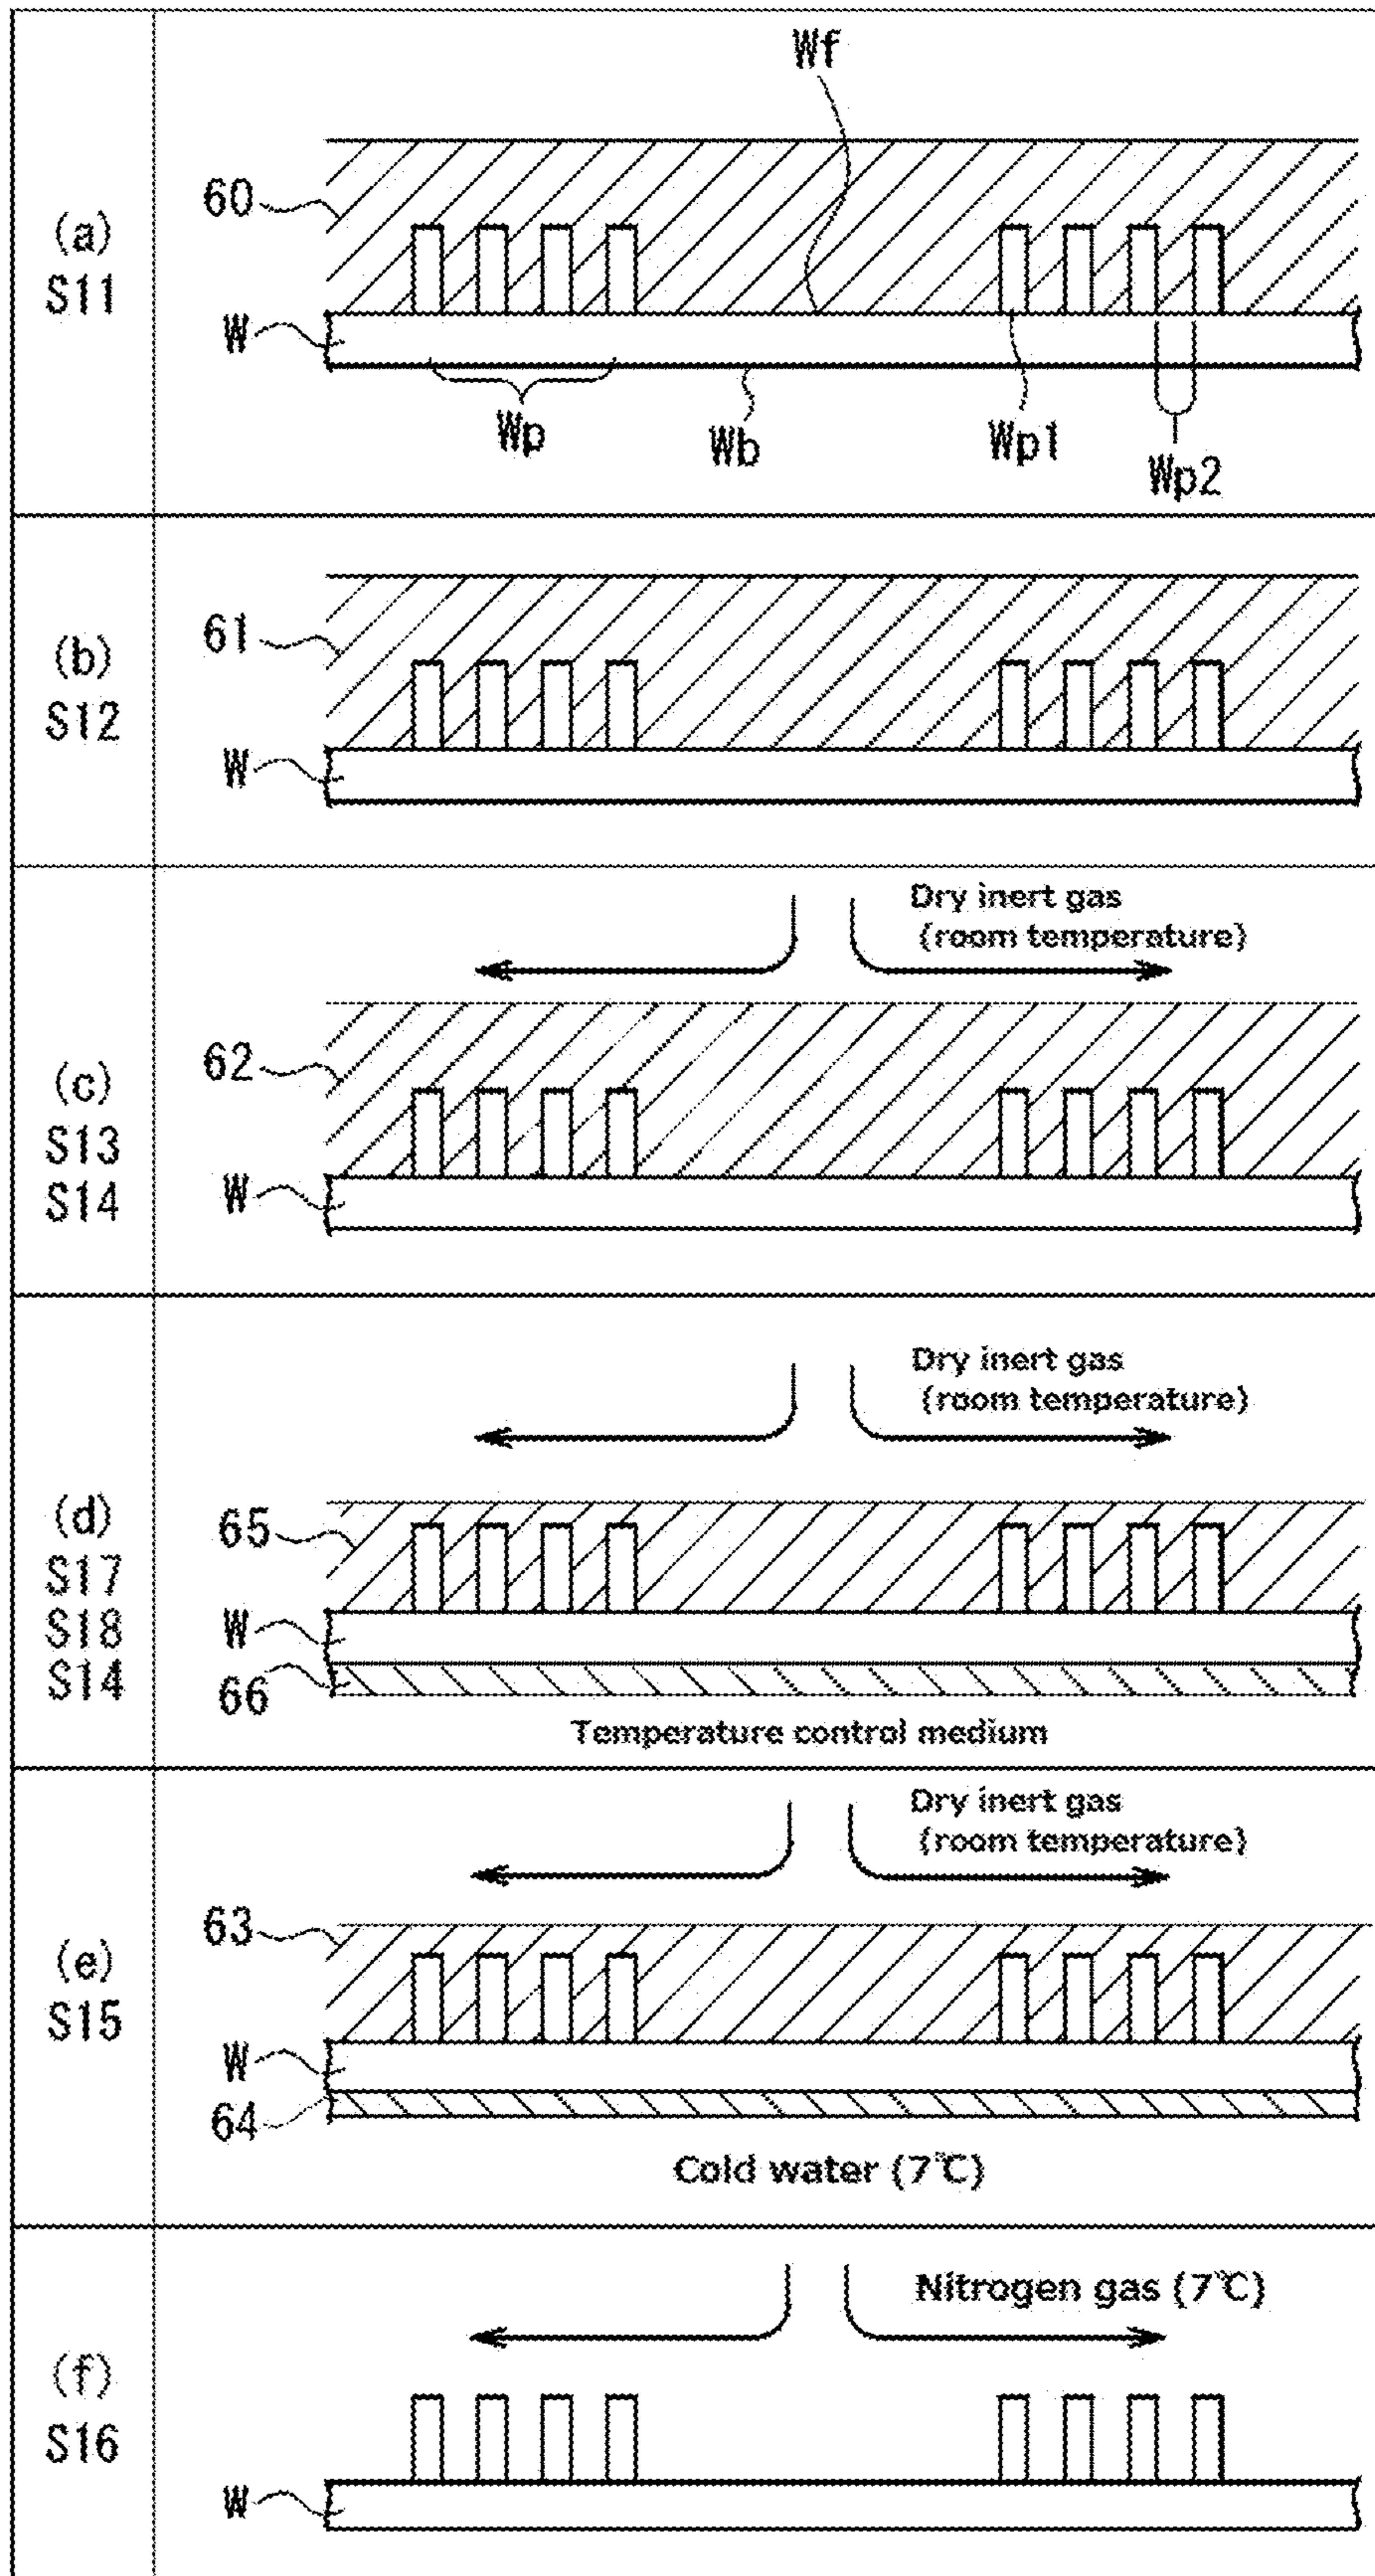 (a)
S11
Wf
60
W
Wp
Wb
Wp1
Wp2
(b)
S12
61
W
(c)
S13
S14
Dry inert gas
(room temperature)
62
W
(d)
S17
S18
S14
Dry inert gas
(room temperature)
65
W
66
Temperature control medium
(e)
S15
Dry inert gas
(room temperature)
63
W
64
Cold water (7℃)
(f)
S16
Nitrogen gas (7℃)
W